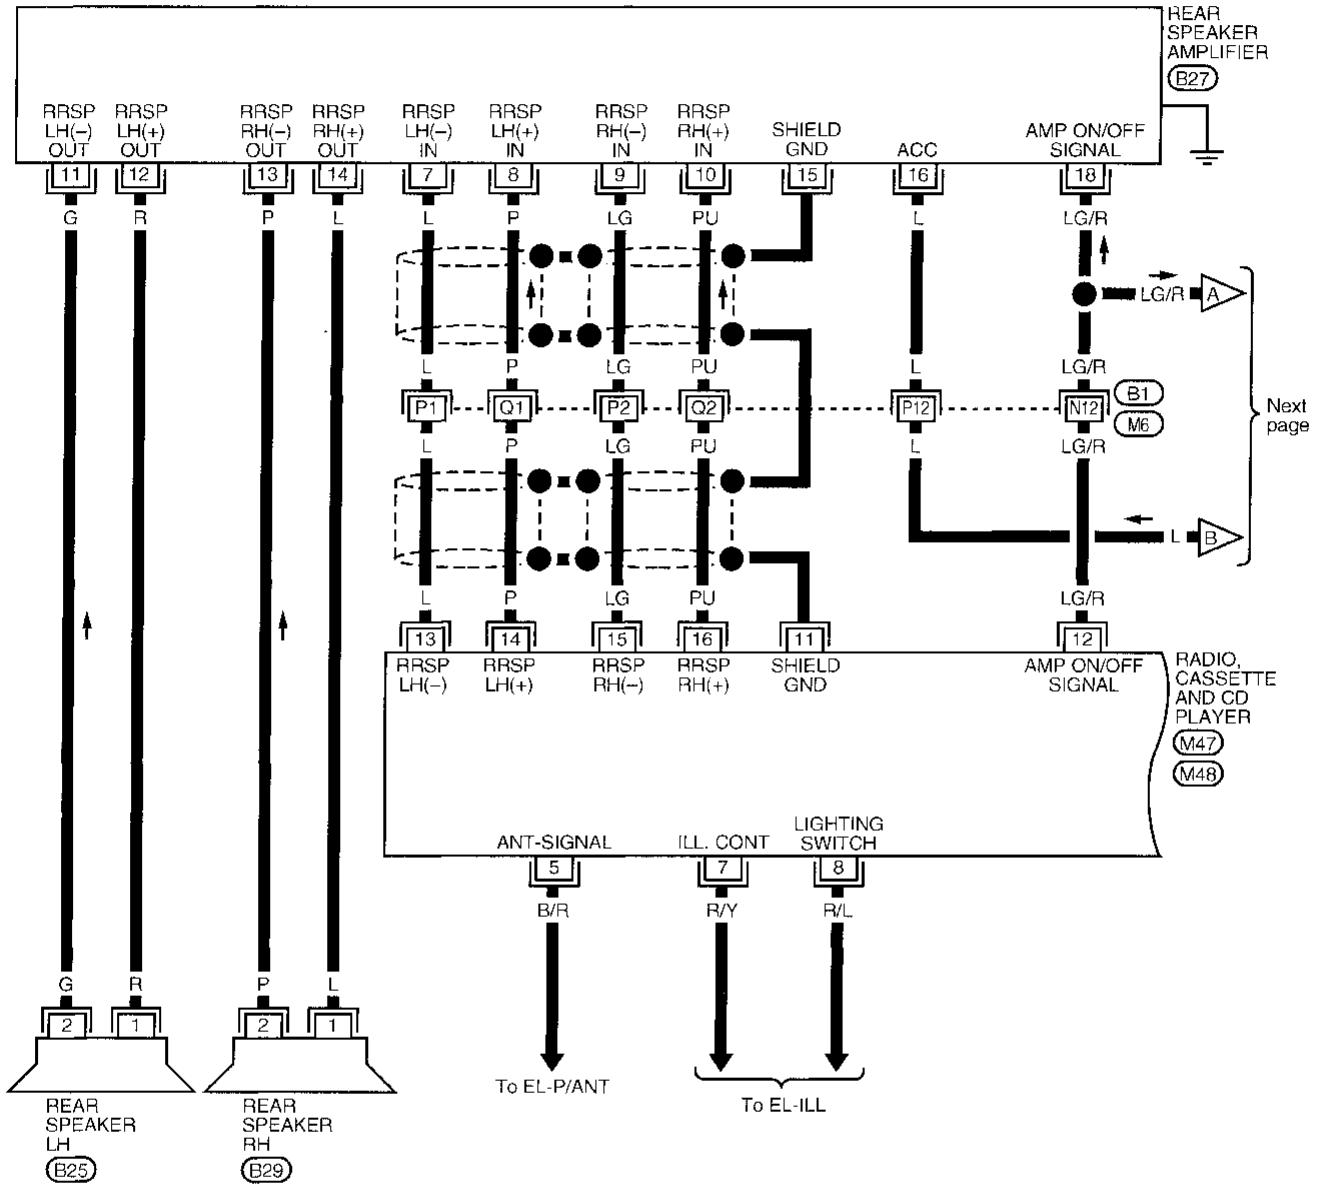 REAR
SPEAKER
AMPLIFIER
B27
RRSP LH(–) OUT
RRSP LH(+) OUT
RRSP RH(–) OUT
RRSP RH(+) OUT
RRSP LH(–) IN
RRSP LH(+) IN
RRSP RH(–) IN
RRSP RH(+) IN
SHIELD GND
ACC
AMP ON/OFF SIGNAL
11 12 13 14 7 8 9 10 15 16 18
G R P L L P LG PU L LG/R
LG/R A
L P LG PU L LG/R
P1 Q1 P2 Q2 P12 N12
B1
M6
Next
page
L P LG PU L LG/R
L B
L P LG PU LG/R
13 14 15 16 11 12
RRSP LH(–)
RRSP LH(+)
RRSP RH(–)
RRSP RH(+)
SHIELD GND
AMP ON/OFF SIGNAL
RADIO,
CASSETTE
AND CD
PLAYER
M47
M48
ANT-SIGNAL
ILL. CONT
LIGHTING
SWITCH
5 7 8
B/R R/Y R/L
G R P L
2 1 2 1
To EL-P/ANT
To EL-ILL
REAR
SPEAKER
LH
B25
REAR
SPEAKER
RH
B29